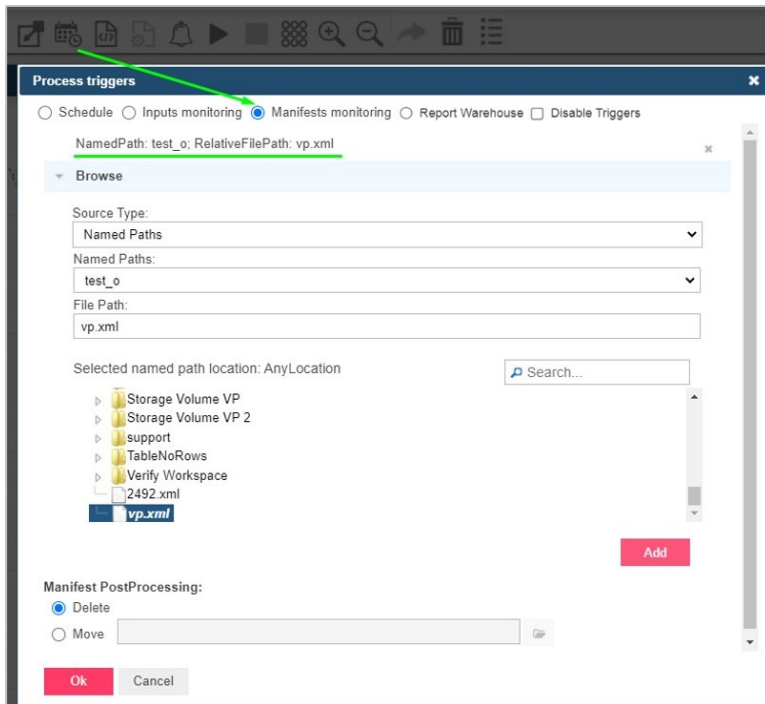 Process triggers
Schedule Inputs monitoring Manifests monitoring Report Warehouse Disable Triggers
NamedPath: test_o; RelativeFilePath: vp.xml
Browse
Source Type:
Named Paths
Named Paths:
test_o
File Path:
vp.xml
Selected named path location: AnyLocation
Search...
Storage Volume VP
Storage Volume VP 2
support
TableNoRows
Verify Workspace
2492.xml
vp.xml
Add
Manifest PostProcessing:
Delete
Move
Ok Cancel